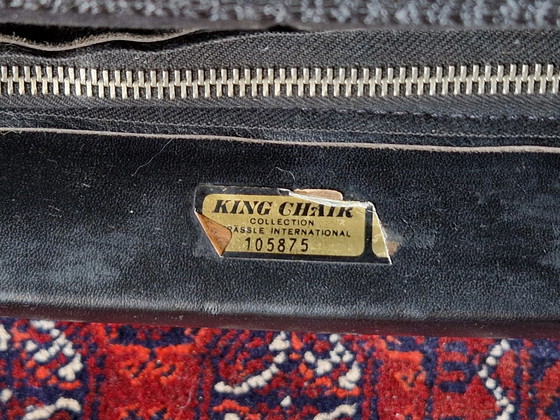 KING CHAIR
COLLECTION
INTERNATIONAL
105875